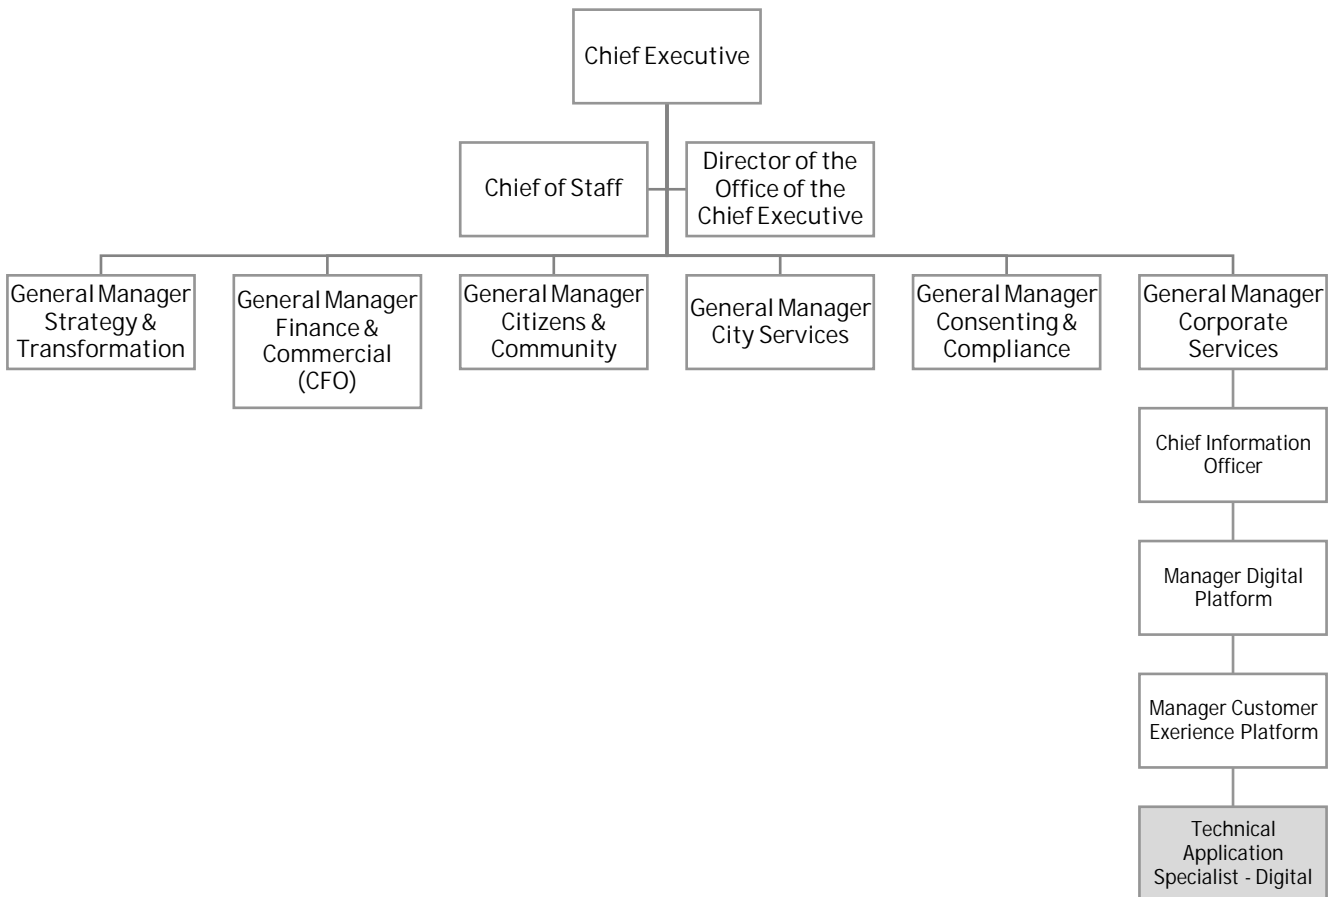 Chief Executive
Chief of Staff
Director of the
Office of the
Chief Executive
General Manager
Strategy &
Transformation
General Manager
Finance &
Commercial
(CFO)
General Manager
Citizens &
Community
General Manager
City Services
General Manager
Consenting &
Compliance
General Manager
Corporate
Services
Chief Information
Officer
Manager Digital
Platform
Manager Customer
Exerience Platform
Technical
Application
Specialist - Digital